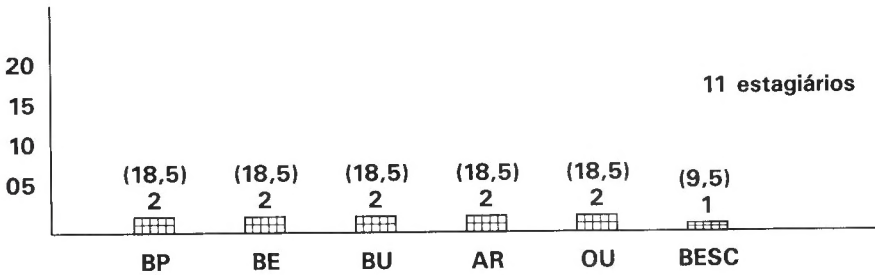 20
11 estagiários
15
10
(18,5) (18,5) (18,5) (18,5) (18,5) (9,5)
05
2 2 2 2 2 1
BP BE BU AR OU BESC